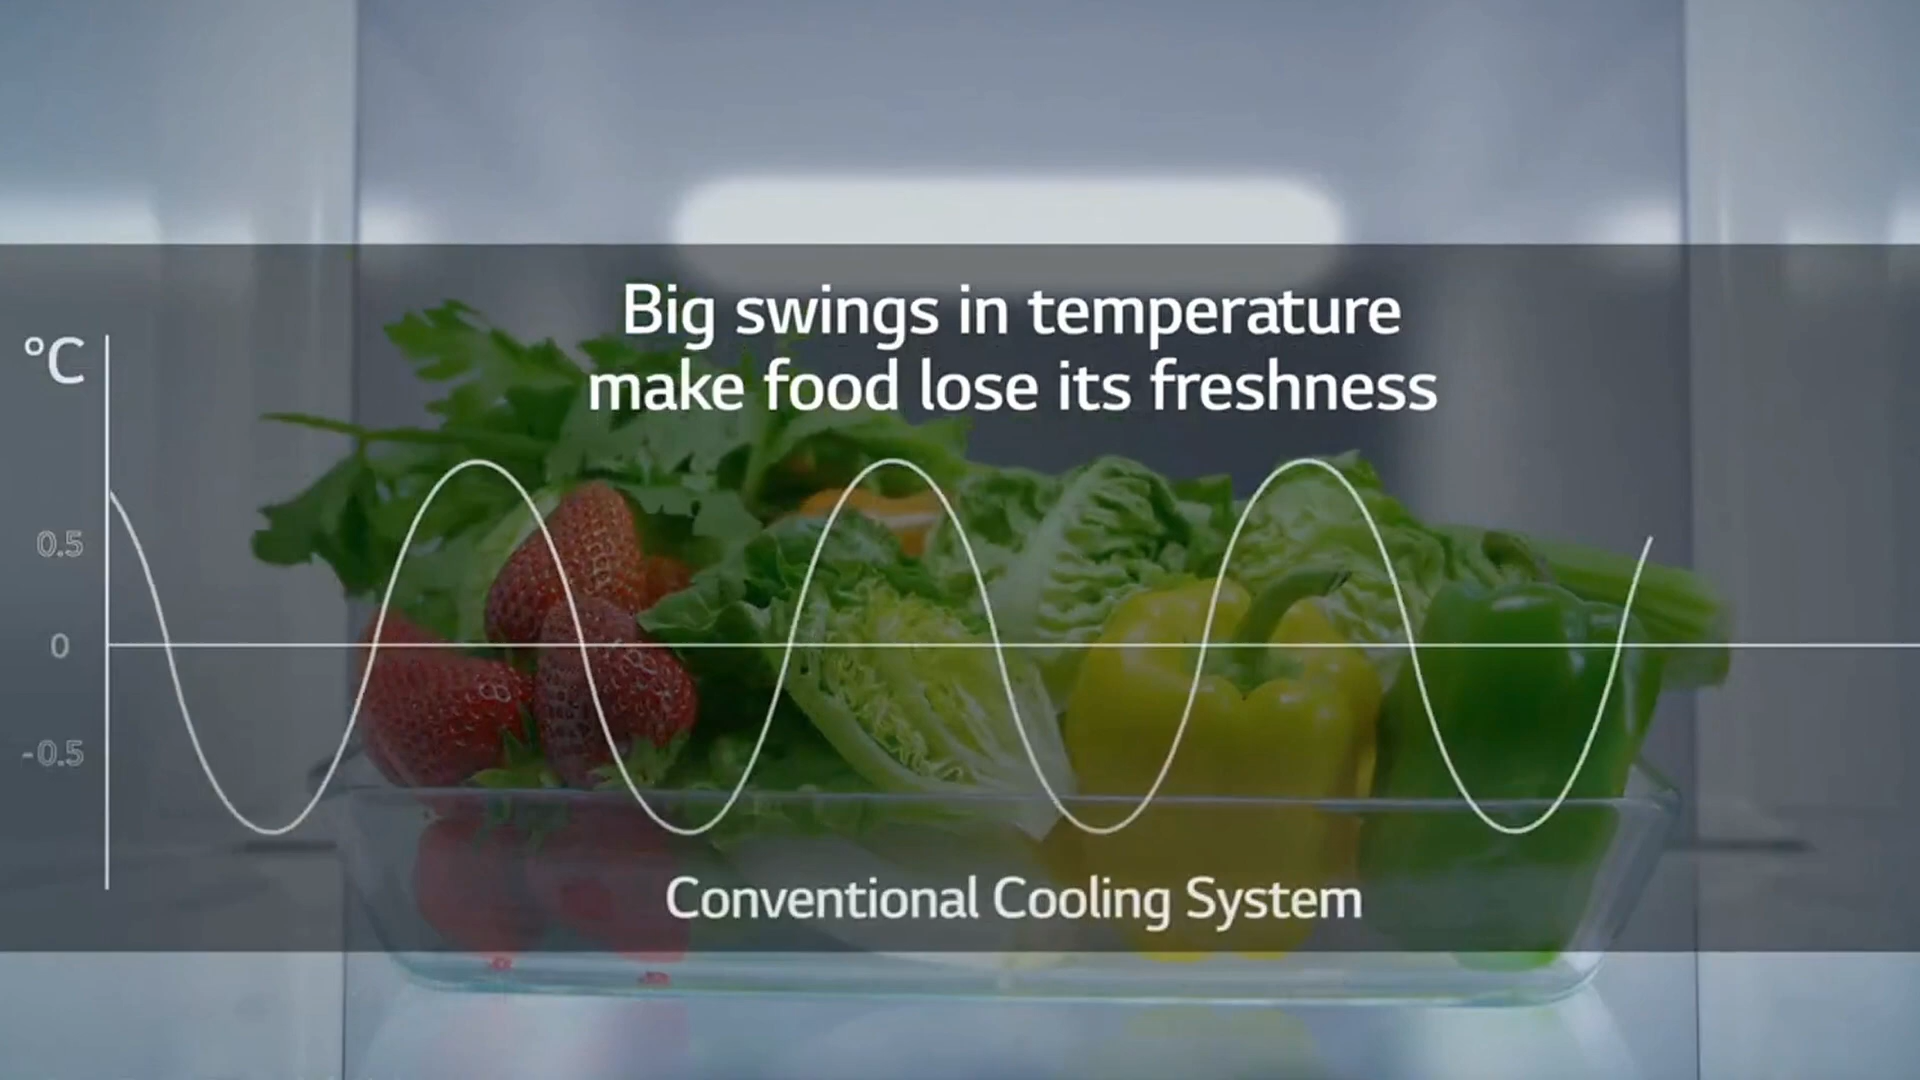 Big swings in temperature
make food lose its freshness
°C
0.5
0
-0.5
Conventional Cooling System